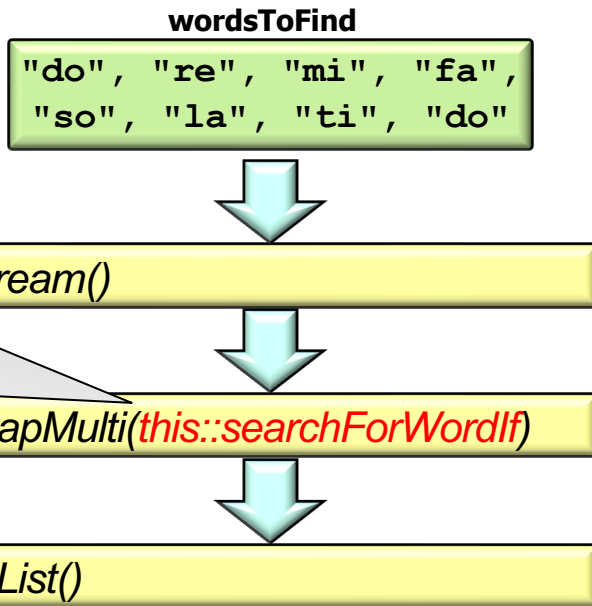 wordsToFind
"do", "re", "mi", "fa",
"so", "la", "ti", "do"
ream()
apMulti(this::searchForWordIf)
List()